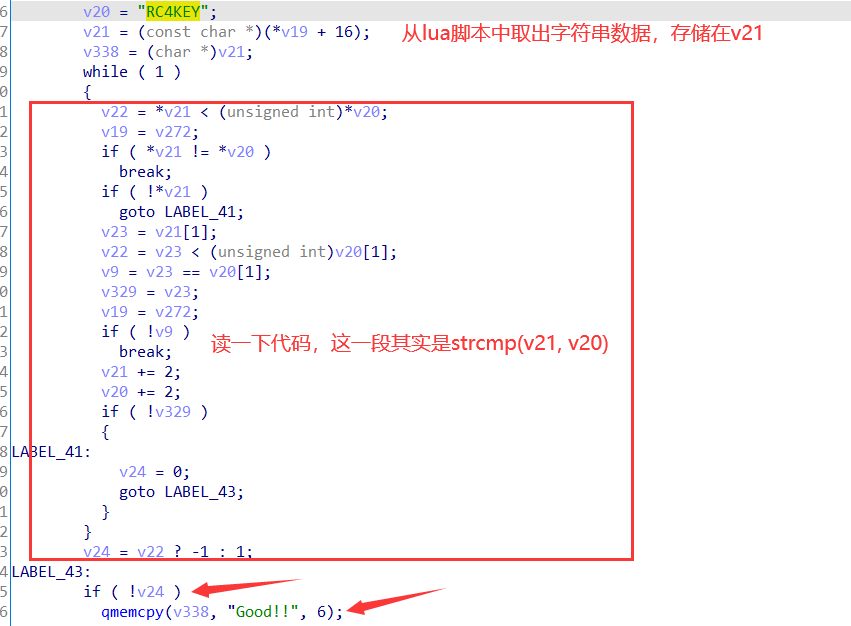 6 v20 = "RC4KEY";
7 v21 = (const char *)(*v19 + 16); 从lua脚本中取出字符串数据，存储在v21
8 v338 = (char *)v21;
9 while ( 1 )
0 {
1 v22 = *v21 < (unsigned int)*v20;
2 v19 = v272;
3 if ( *v21 != *v20 )
4 break;
5 if ( !*v21 )
6 goto LABEL_41;
7 v23 = v21[1];
8 v22 = v23 < (unsigned int)v20[1];
9 v9 = v23 == v20[1];
0 v329 = v23;
1 v19 = v272;
2 if ( !v9 ) 读一下代码，这一段其实是strcmp(v21, v20)
3 break;
4 v21 += 2;
5 v20 += 2;
6 if ( !v329 )
7 {
8 LABEL_41:
9 v24 = 0;
0 goto LABEL_43;
1 }
2 }
3 v24 = v22 ? -1 : 1;
4 LABEL_43:
5 if ( !v24 )
6 qmemcpy(v338, "Good!!", 6);